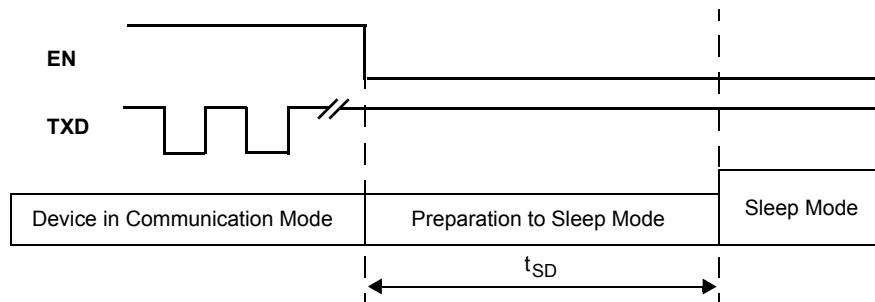 EN
TXD
Device in Communication Mode
Preparation to Sleep Mode
Sleep Mode
tSD